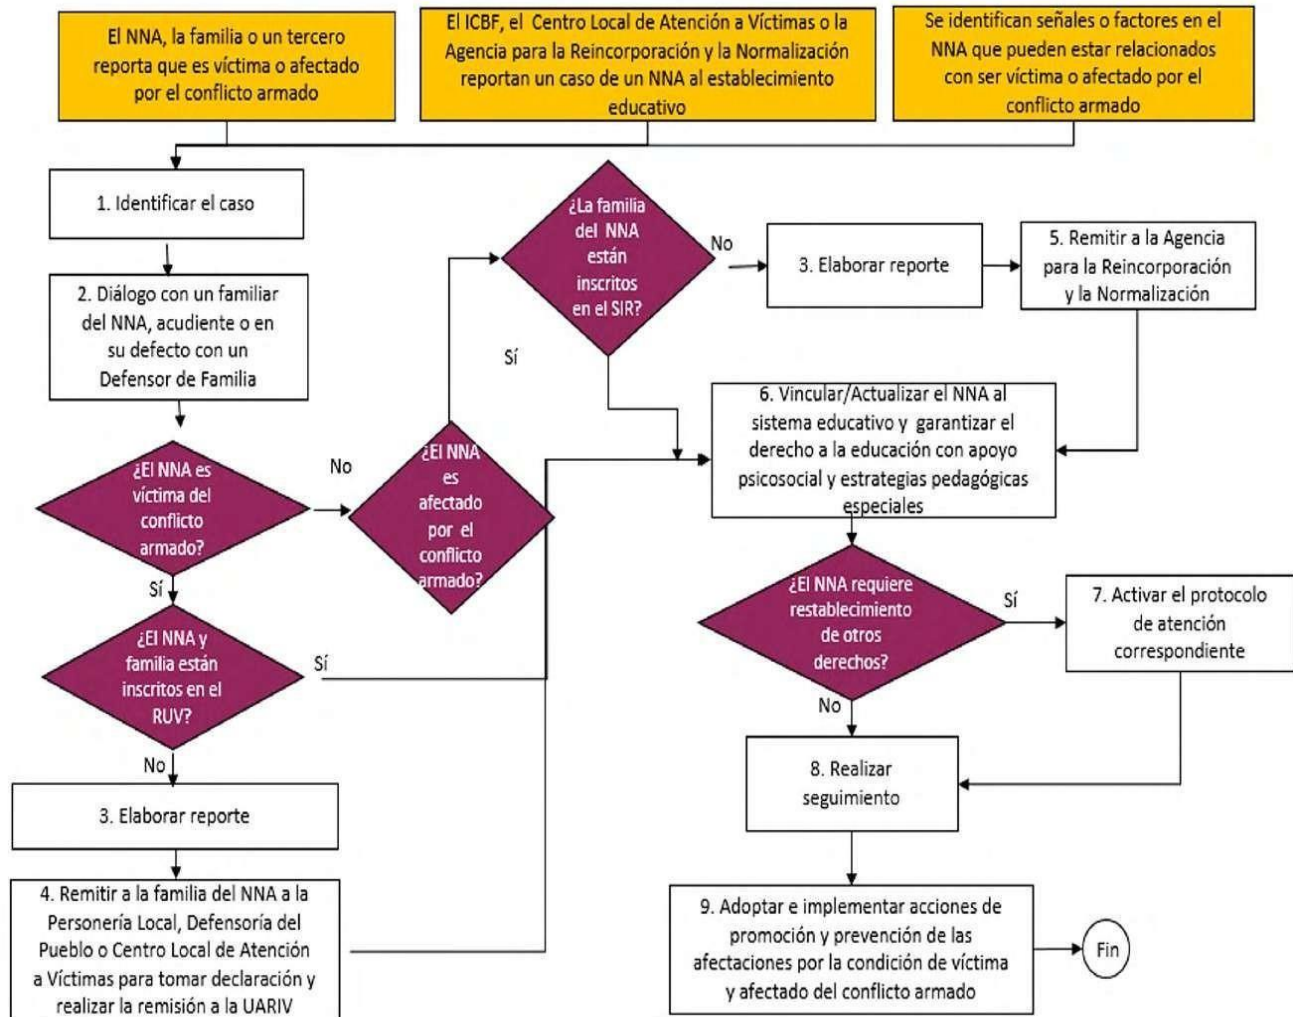 El NNA, la familia o un tercero
reporta que es víctima o afectado
por el conflicto armado
El ICBF, el Centro Local de Atención a Víctimas o la
Agencia para la Reincorporación y la Normalización
reportan un caso de un NNA al establecimiento
educativo
Se identifican señales o factores en el
NNA que pueden estar relacionados
con ser víctima o afectado por el
conflicto armado
1. Identificar el caso
2. Diálogo con un familiar
del NNA, acudiente o en
su defecto con un
Defensor de Familia
¿El NNA es
víctima del
conflicto
armado?
No
Sí
¿El NNA
es
afectado
por el
conflicto
armado?
Sí
¿La familia
del NNA
están
inscritos
en el SIR?
No
3. Elaborar reporte
5. Remitir a la Agencia
para la Reincorporación
y la Normalización
¿El NNA y
familia están
inscritos en el
RUV?
Sí
No
3. Elaborar reporte
4. Remitir a la familia del NNA a la
Personería Local, Defensoría del
Pueblo o Centro Local de Atención
a Víctimas para tomar declaración y
realizar la remisión a la UARIV
6. Vincular/Actualizar el NNA al
sistema educativo y garantizar el
derecho a la educación con apoyo
psicosocial y estrategias pedagógicas
especiales
¿El NNA requiere
restablecimiento
de otros
derechos?
Sí
No
7. Activar el protocolo
de atención
correspondiente
8. Realizar
seguimiento
9. Adoptar e implementar acciones de
promoción y prevención de las
afectaciones por la condición de víctima
y afectado del conflicto armado
Fin